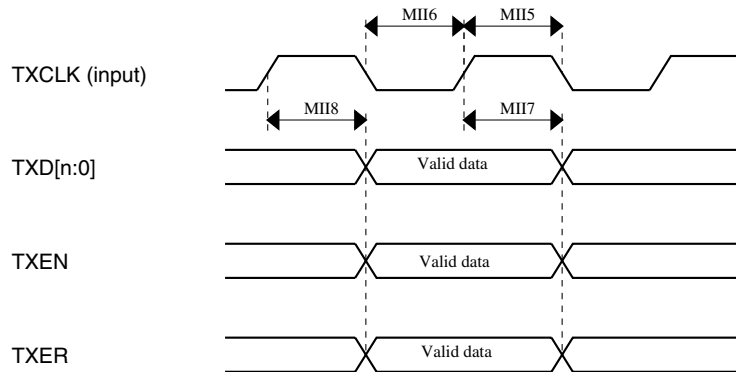 MII6 MII5
TXCLK (input)
MII8 MII7
TXD[n:0] Valid data
TXEN Valid data
TXER Valid data